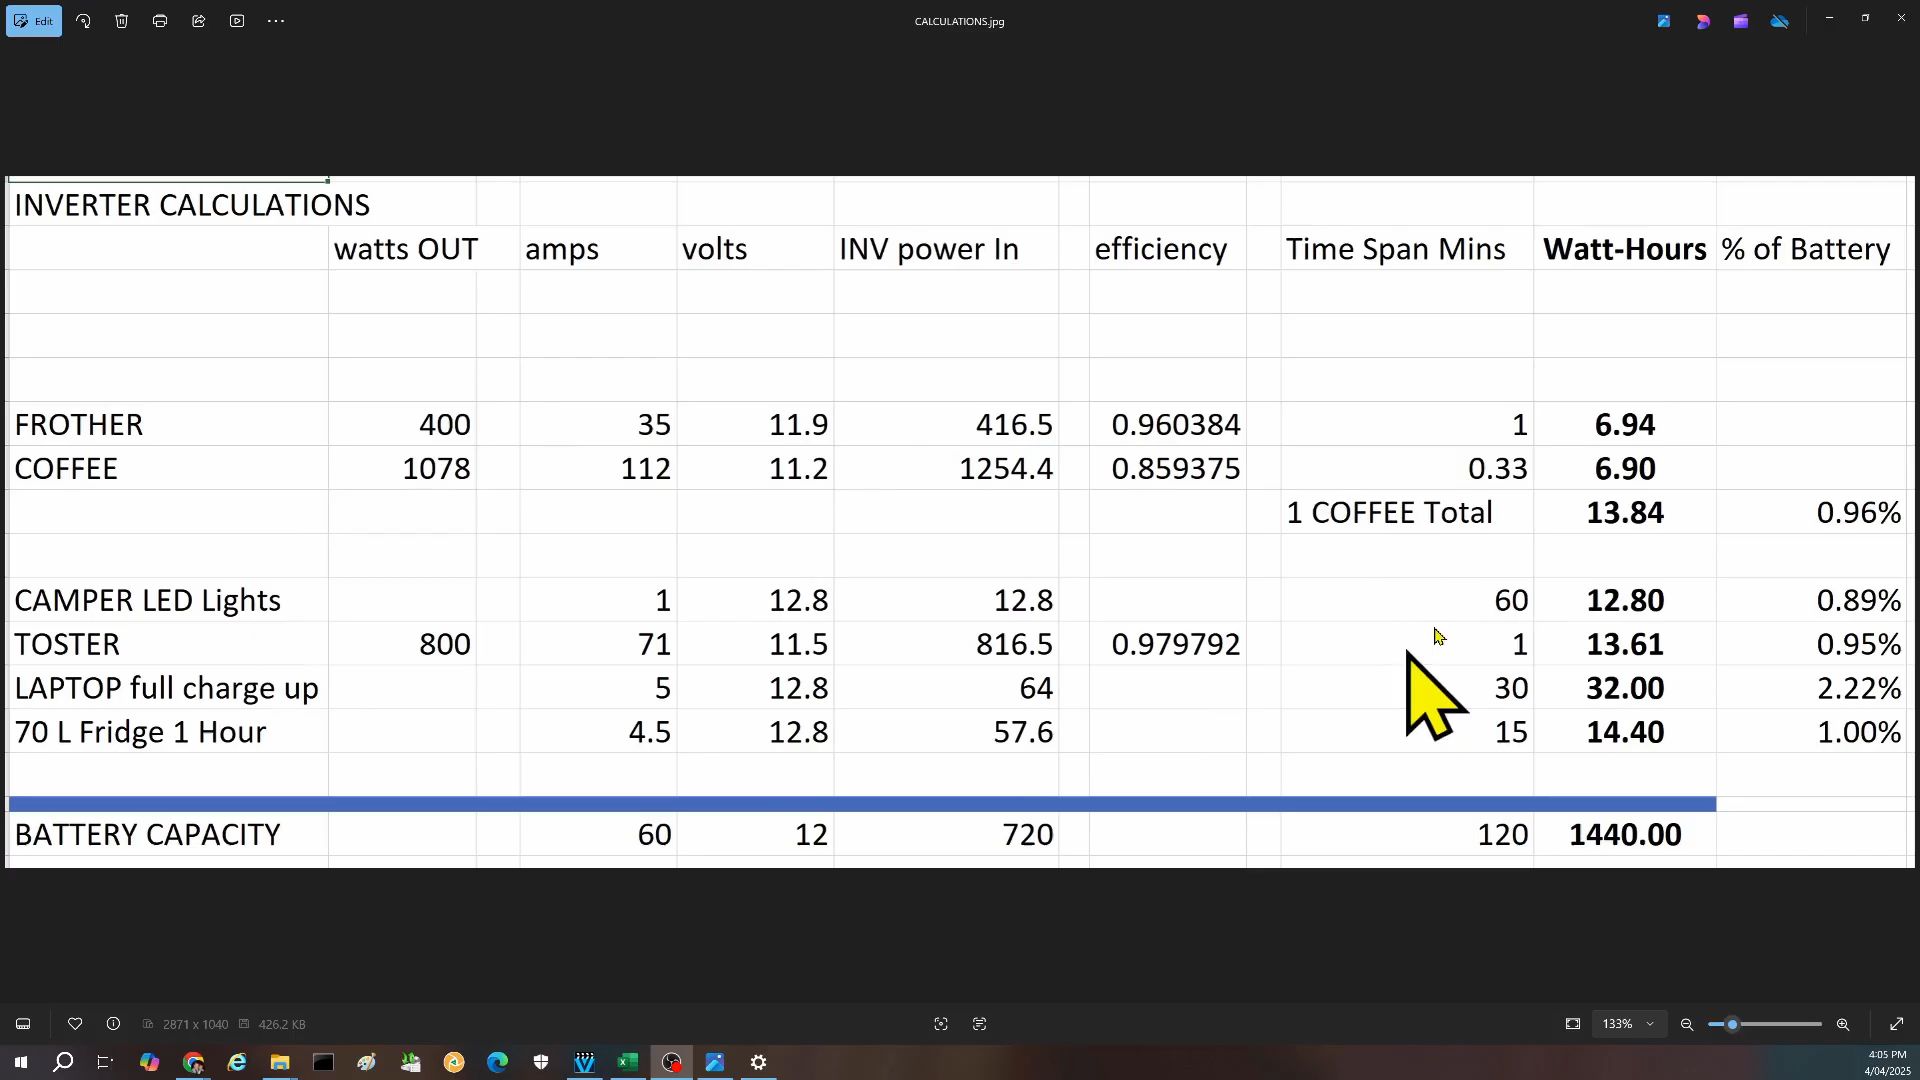 Edit
CALCULATIONS.jpg
INVERTER CALCULATIONS
watts OUT amps volts INV power In efficiency Time Span Mins Watt-Hours % of Battery
FROTHER 400 35 11.9 416.5 0.960384 1 6.94
COFFEE 1078 112 11.2 1254.4 0.859375 0.33 6.90
1 COFFEE Total 13.84 0.96%
CAMPER LED Lights 1 12.8 12.8 60 12.80 0.89%
TOSTER 800 71 11.5 816.5 0.979792 1 13.61 0.95%
LAPTOP full charge up 5 12.8 64 30 32.00 2.22%
70 L Fridge 1 Hour 4.5 12.8 57.6 15 14.40 1.00%
BATTERY CAPACITY 60 12 720 120 1440.00
2871 x 1040 426.2 KB 133%
4:05 PM
4/04/2025